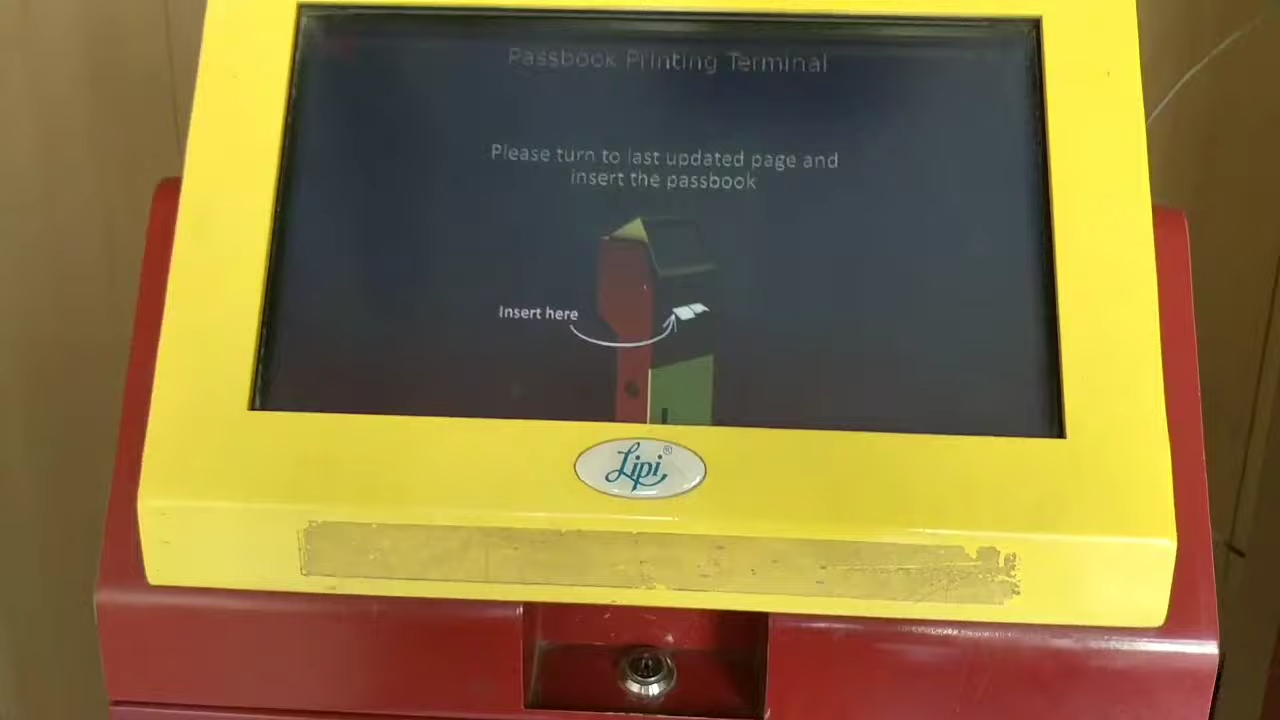 Passbook Printing Terminal
Please turn to last updated page and
insert the passbook
Insert here
Lipi®